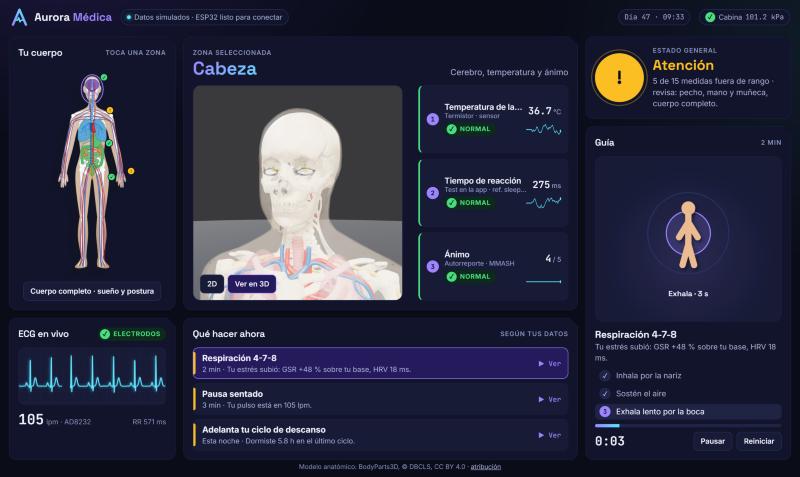 Aurora Médica
Datos simulados · ESP32 listo para conectar
Día 47 · 09:33
Cabina 101.2 kPa
Tu cuerpo
TOCA UNA ZONA
Cuerpo completo · sueño y postura
ZONA SELECCIONADA
Cabeza
Cerebro, temperatura y ánimo
2D
Ver en 3D
1
Temperatura de la...
Termistor · sensor
36.7 °C
NORMAL
2
Tiempo de reacción
Test en la app · ref. sleep...
275 ms
NORMAL
3
Ánimo
Autorreporte · MMASH
4 / 5
NORMAL
ESTADO GENERAL
!
Atención
5 de 15 medidas fuera de rango ·
revisa: pecho, mano y muñeca,
cuerpo completo.
ECG en vivo
ELECTRODOS
105 lpm · AD8232
RR 571 ms
Qué hacer ahora
SEGÚN TUS DATOS
Respiración 4-7-8
2 min · Tu estrés subió: GSR +48 % sobre tu base, HRV 18 ms.
Ver
Pausa sentado
3 min · Tu pulso está en 105 lpm.
Ver
Adelanta tu ciclo de descanso
Esta noche · Dormiste 5.8 h en el último ciclo.
Ver
Guía
2 MIN
Exhala · 3 s
Respiración 4-7-8
Tu estrés subió: GSR +48 % sobre tu base, HRV 18
ms.
Inhala por la nariz
Sostén el aire
3 Exhala lento por la boca
0:03
Pausar
Reiniciar
Modelo anatómico: BodyParts3D, © DBCLS, CC BY 4.0 · atribución